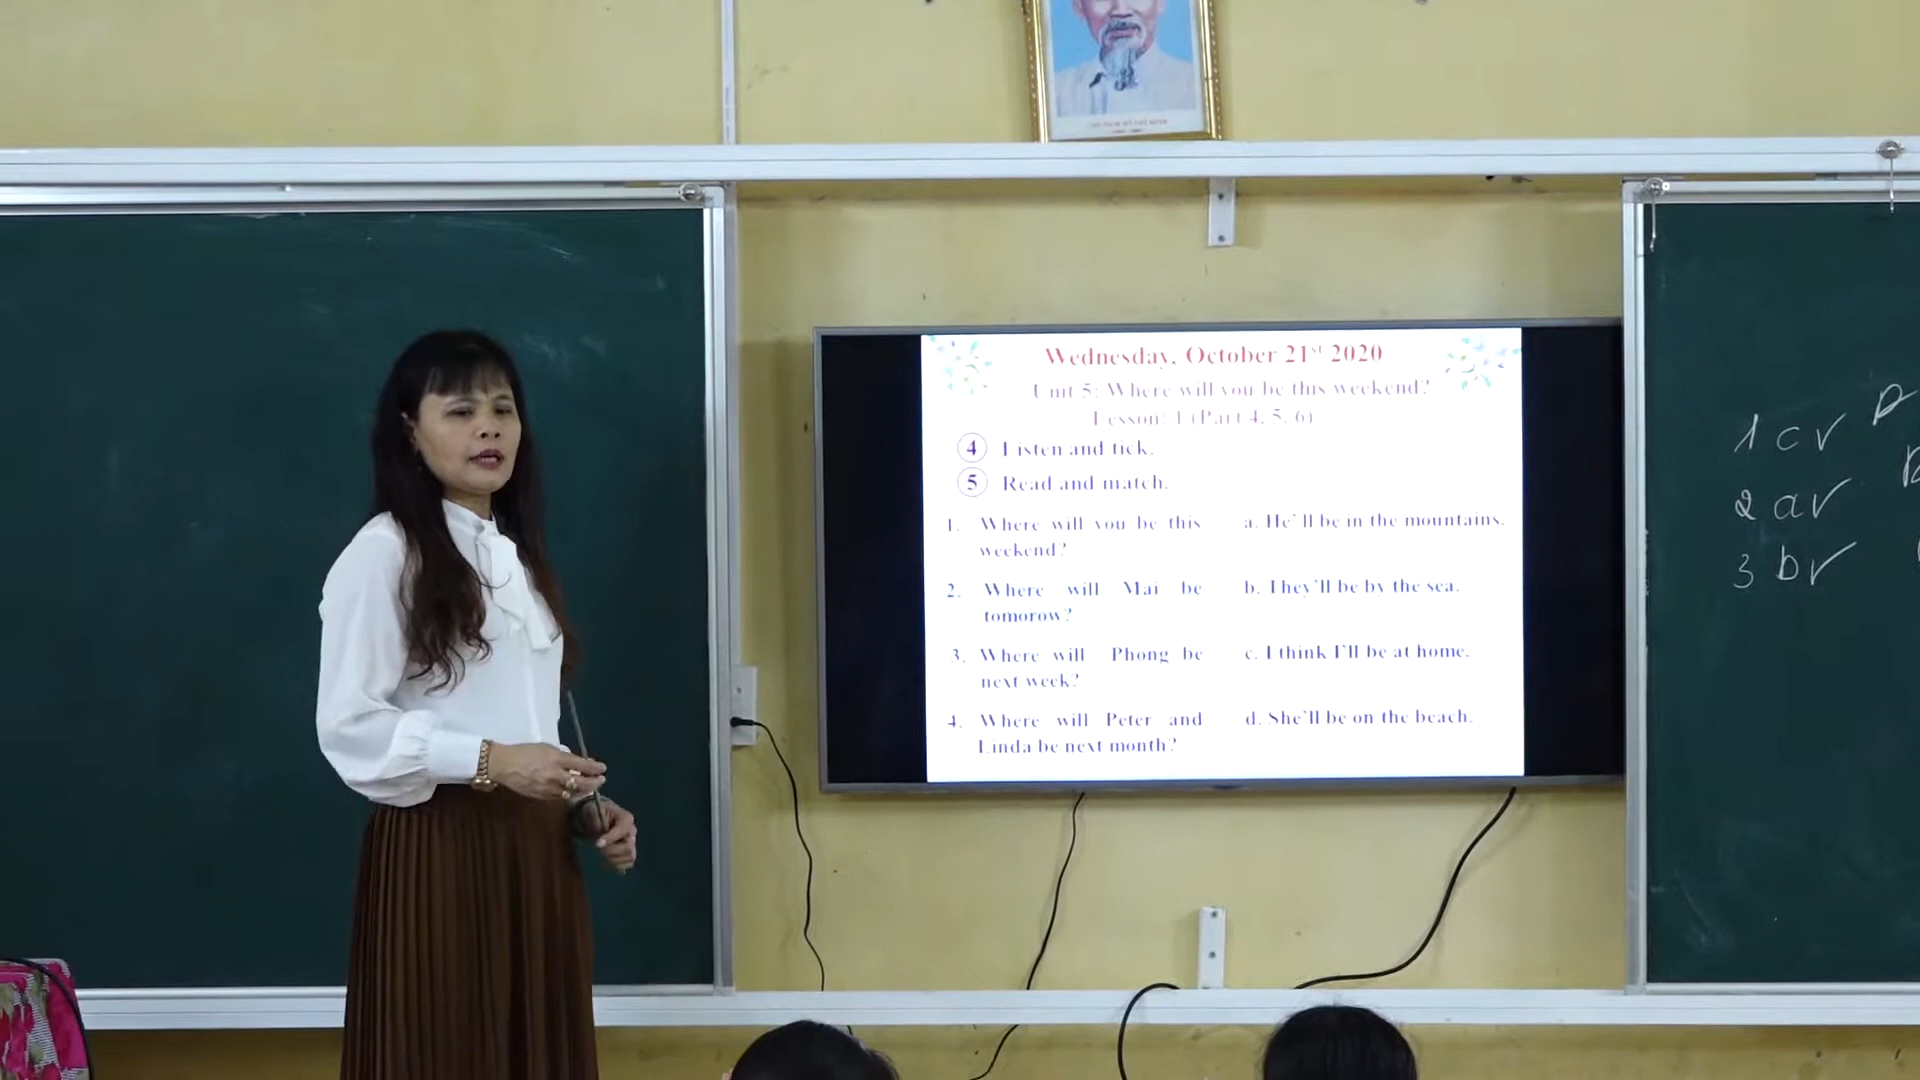 Wednesday, October 21st 2020
Unit 5: Where will you be this weekend?
Lesson: 1 (Part 4, 5, 6)
4 Listen and tick.
5 Read and match.
1. Where will you be this
weekend?
a. He'll be in the mountains.
2. Where will Mai be
tomorow?
b. They'll be by the sea.
3. Where will Phong be
next week?
c. I think I'll be at home.
4. Where will Peter and
Linda be next month?
d. She'll be on the beach.
1 c ✓
2 a ✓
3 b ✓